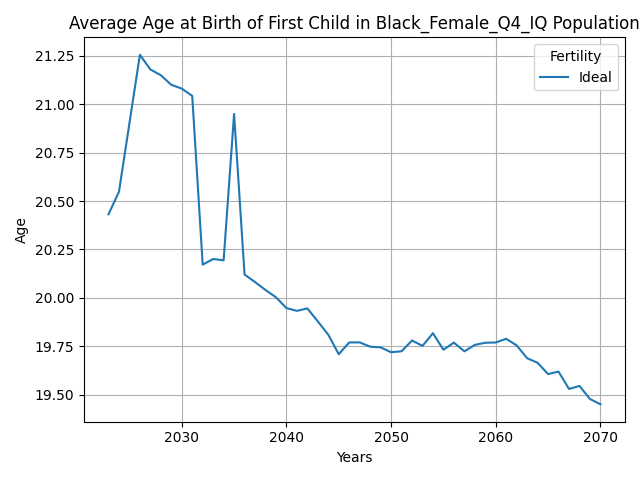 Average Age at Birth of First Child in Black_Female_Q4_IQ Population
Fertility
Ideal
21.25
21.00
20.75
20.50
20.25
20.00
19.75
19.50
Age
2030 2040 2050 2060 2070
Years